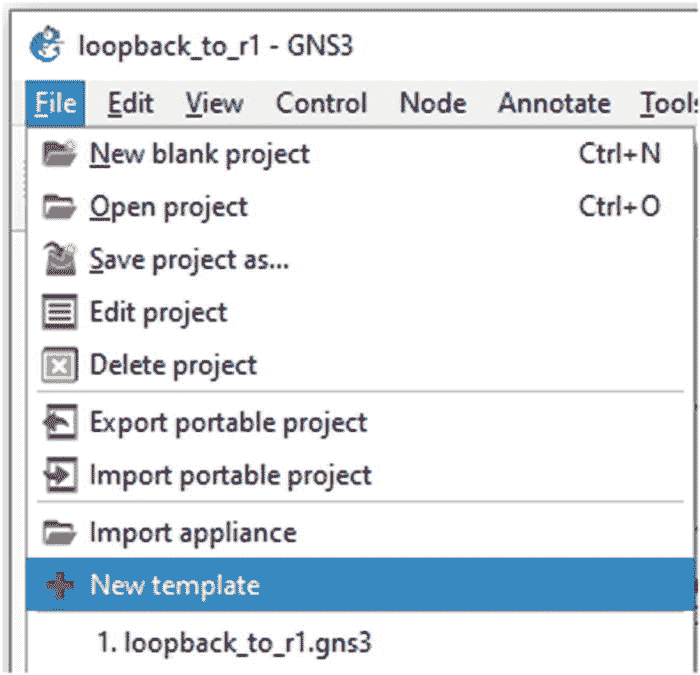 loopback_to_r1 - GNS3
File Edit View Control Node Annotate Tools
New blank project Ctrl+N
Open project Ctrl+O
Save project as...
Edit project
Delete project
Export portable project
Import portable project
Import appliance
New template
1. loopback_to_r1.gns3